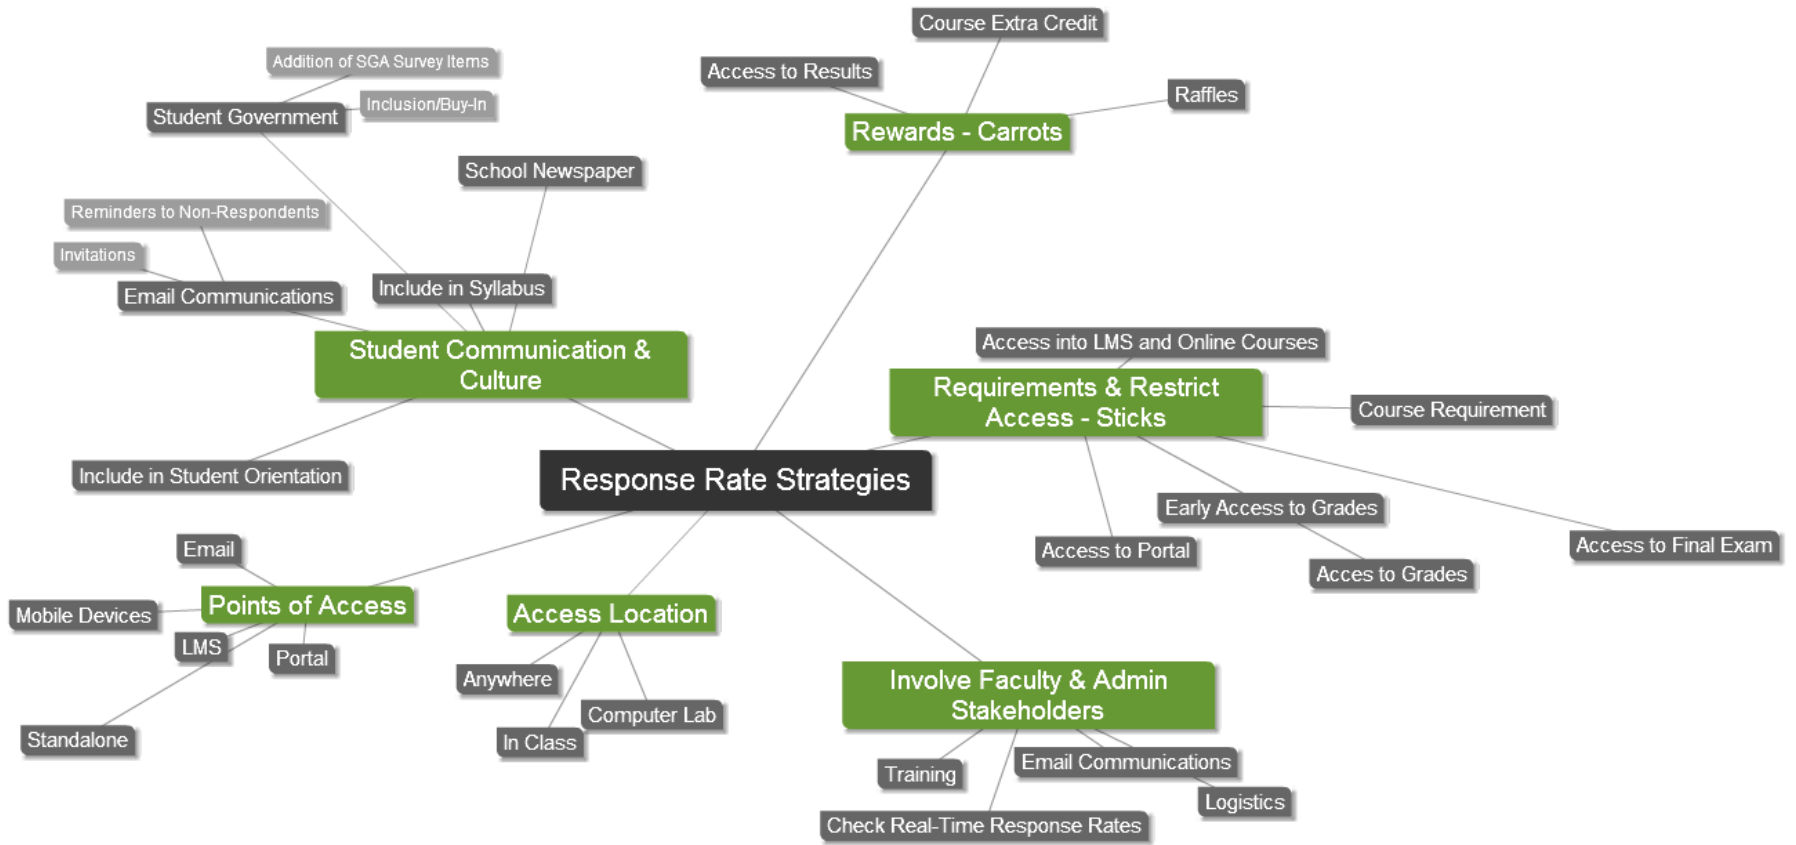 Course Extra Credit
Addition of SGA Survey Items
Access to Results
Raffles
Inclusion/Buy-In
Student Government
Rewards - Carrots
School Newspaper
Reminders to Non-Respondents
Invitations
Email Communications
Include in Syllabus
Student Communication &
Culture
Access into LMS and Online Courses
Requirements & Restrict
Access - Sticks
Course Requirement
Include in Student Orientation
Response Rate Strategies
Early Access to Grades
Access to Portal
Access to Final Exam
Acces to Grades
Email
Points of Access
Mobile Devices
LMS
Portal
Standalone
Access Location
Anywhere
Computer Lab
In Class
Involve Faculty & Admin
Stakeholders
Training
Email Communications
Logistics
Check Real-Time Response Rates